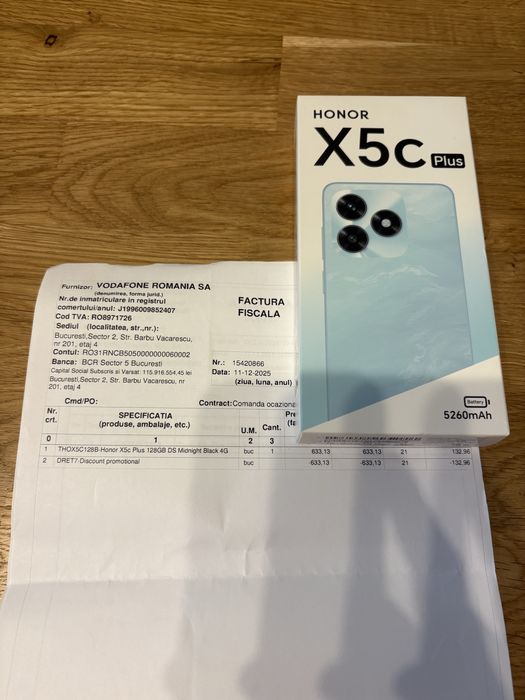 HONOR
X5c Plus
Battery
5260mAh
Furnizor: VODAFONE ROMANIA SA
(denumirea, forma jurid.)
Nr.de inmatriculare in registrul
comertului/anul: J1996009852407
Cod TVA: RO8971726
Sediul (localitatea, str.,nr.):
Bucuresti,Sector 2, Str. Barbu Vacarescu,
nr 201, etaj 4
Contul: RO31RNCB5050000000060002
Banca: BCR Sector 5 Bucuresti
Capital Social Subscris si Varsat: 115.916.554,45 lei
Bucuresti,Sector 2, Str. Barbu Vacarescu, nr
201, etaj 4
FACTURA
FISCALA
Nr.: 15420866
Data: 11-12-2025
(ziua, luna, anul)
Cmd/PO: Contract:Comanda ocaziona
Nr. crt. SPECIFICATIA (produse, ambalaje, etc.) U.M. Cant.
0 1 2 3
1 THOX5C128B-Honor X5c Plus 128GB DS Midnight Black 4G buc 1 633,13 633,13 21 132,96
2 DRET7-Discount promotional buc -633,13 -633,13 21 -132,96